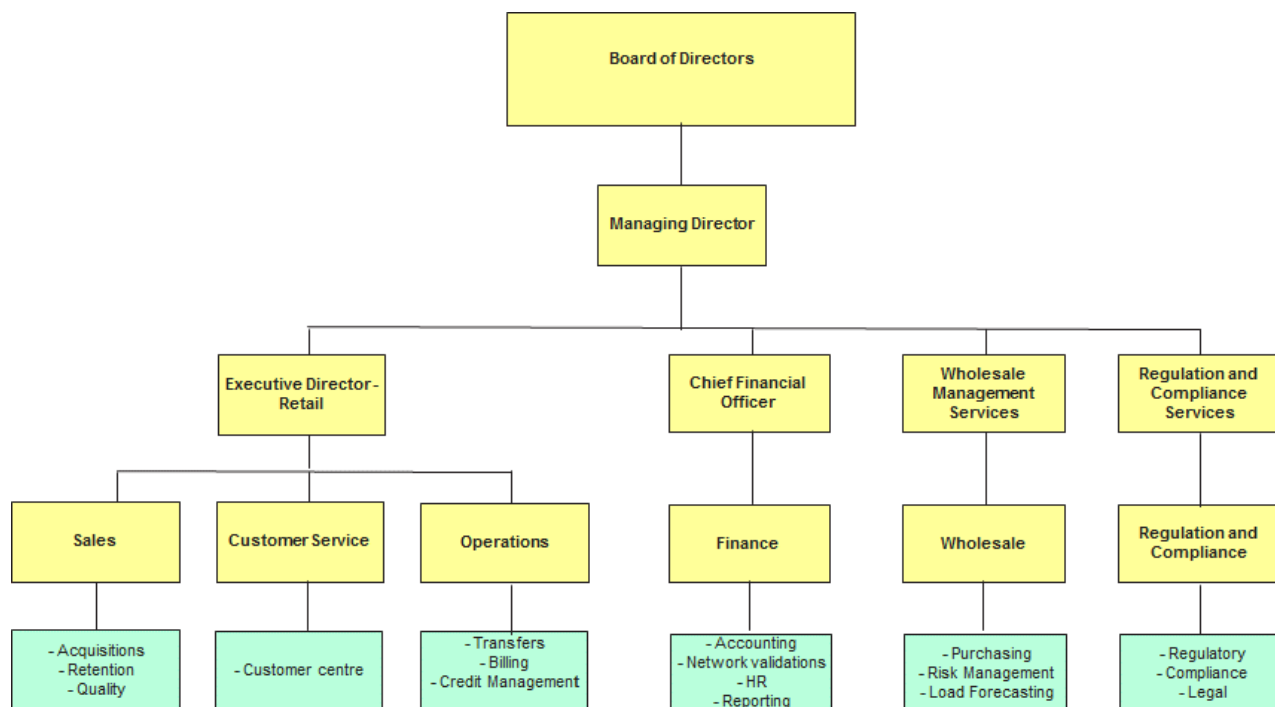 Board of Directors
Managing Director
Executive Director-
Retail
Chief Financial
Officer
Wholesale
Management
Services
Regulation and
Compliance
Services
Sales
Customer Service
Operations
Finance
Wholesale
Regulation and
Compliance
- Acquisitions
- Retention
- Quality
- Customer centre
- Transfers
- Billing
- Credit Management
- Accounting
- Network validations
- HR
- Reporting
- Purchasing
- Risk Management
- Load Forecasting
- Regulatory
- Compliance
- Legal